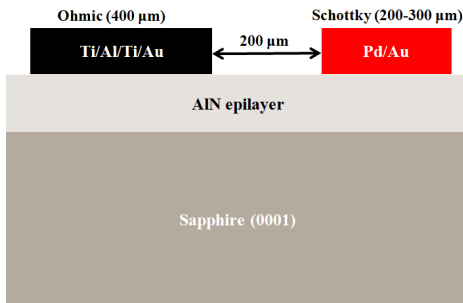 Ohmic (400 µm)
Schottky (200-300 µm)
Ti/Al/Ti/Au
200 µm
Pd/Au
AlN epilayer
Sapphire (0001)